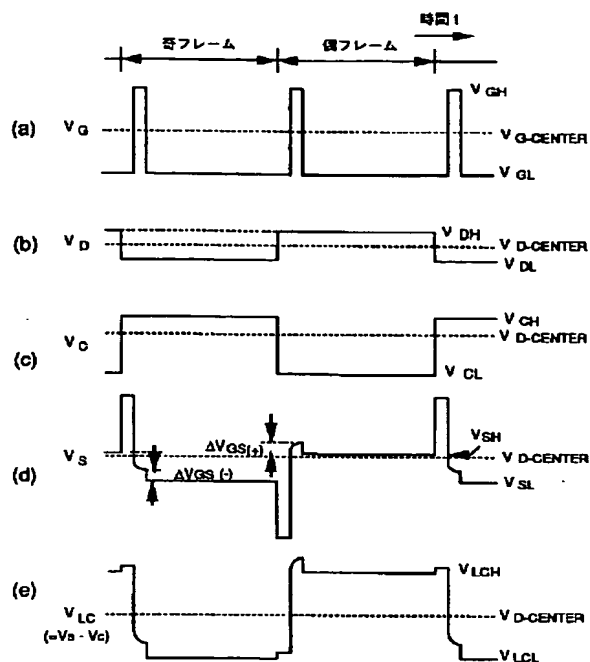 時間 t
奇フレーム
偶フレーム
(a)
V G
V GH
V G-CENTER
V GL
(b)
V D
V DH
V D-CENTER
V DL
(c)
V C
V CH
V D-CENTER
V CL
(d)
V S
ΔVGS(+)
ΔVGS(-)
V SH
V D-CENTER
V SL
(e)
V LC
(=VS - VC)
V LCH
V D-CENTER
V LCL